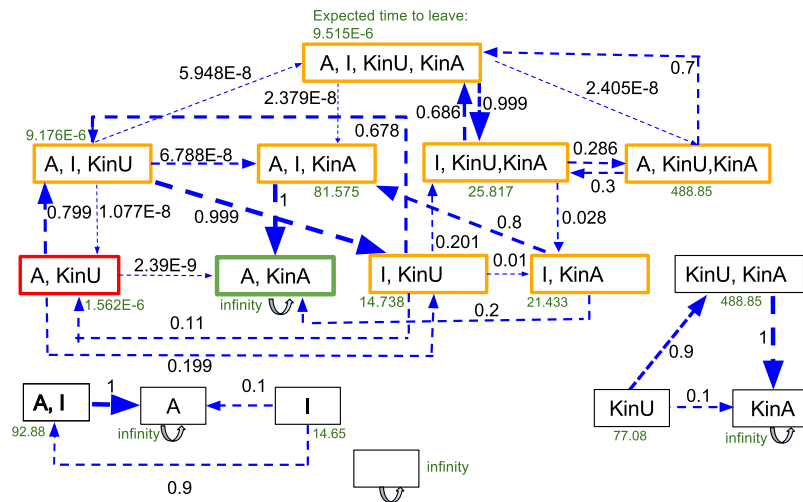 Expected time to leave:
9.515E-6
A, I, KinU, KinA
5.948E-8
2.379E-8
0.7
2.405E-8
0.686
0.999
0.678
9.176E-6
A, I, KinU
6.788E-8
A, I, KinA
81.575
I, KinU,KinA
25.817
0.286
0.3
A, KinU,KinA
488.85
0.799
1.077E-8
0.999
1
0.8
0.028
0.201
A, KinU
1.562E-6
2.39E-9
A, KinA
infinity
I, KinU
14.738
0.01
I, KinA
21.433
KinU, KinA
488.85
0.11
0.2
0.199
0.9
1
A, I
92.88
1
A
infinity
0.1
I
14.65
0.9
infinity
KinU
77.08
0.1
KinA
infinity